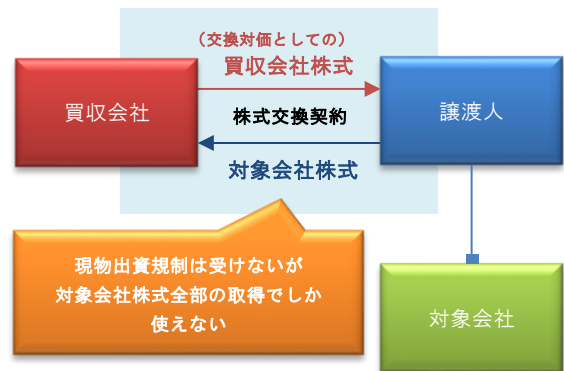 （交換対価としての）
買収会社株式
買収会社
譲渡人
株式交換契約
対象会社株式
現物出資規制は受けないが
対象会社株式全部の取得でしか
使えない
対象会社